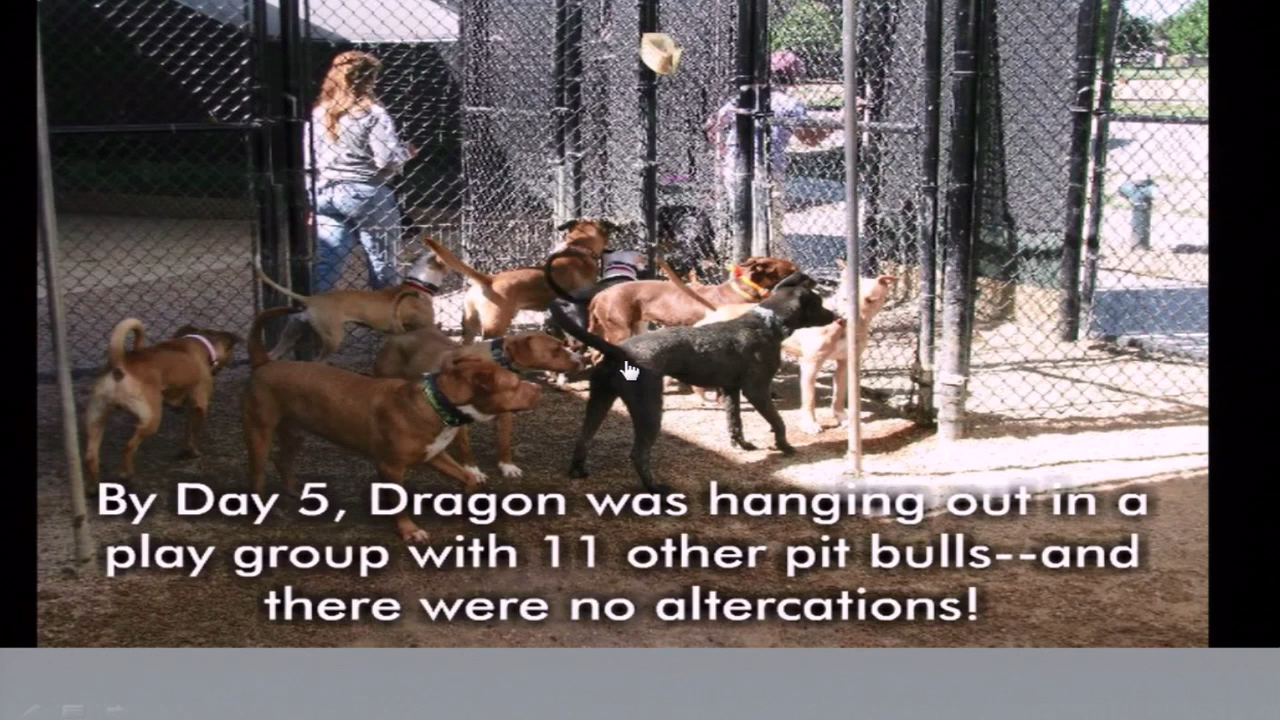 By Day 5, Dragon was hanging out in a
play group with 11 other pit bulls--and
there were no altercations!